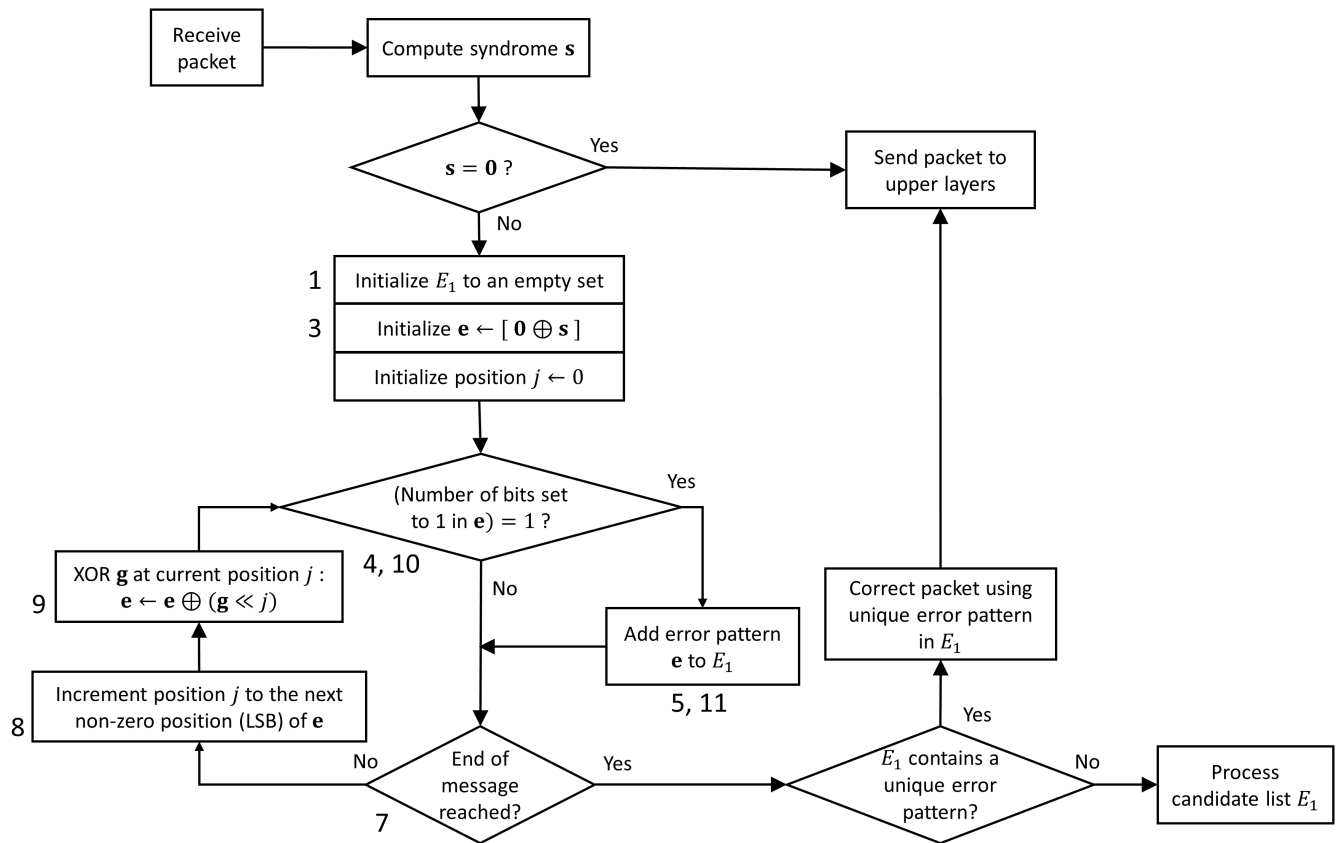 Receive
packet
Compute syndrome s
s = 0 ?
Yes
No
Send packet to
upper layers
1
Initialize E₁ to an empty set
3
Initialize e ← [ 0 ⊕ s ]
Initialize position j ← 0
(Number of bits set
to 1 in e) = 1 ?
Yes
4, 10
No
XOR g at current position j :
e ← e ⊕ (g ≪ j)
9
Add error pattern
e to E₁
5, 11
Correct packet using
unique error pattern
in E₁
Increment position j to the next
non-zero position (LSB) of e
8
No
End of
message
reached?
7
Yes
E₁ contains a
unique error
pattern?
Yes
No
Process
candidate list E₁